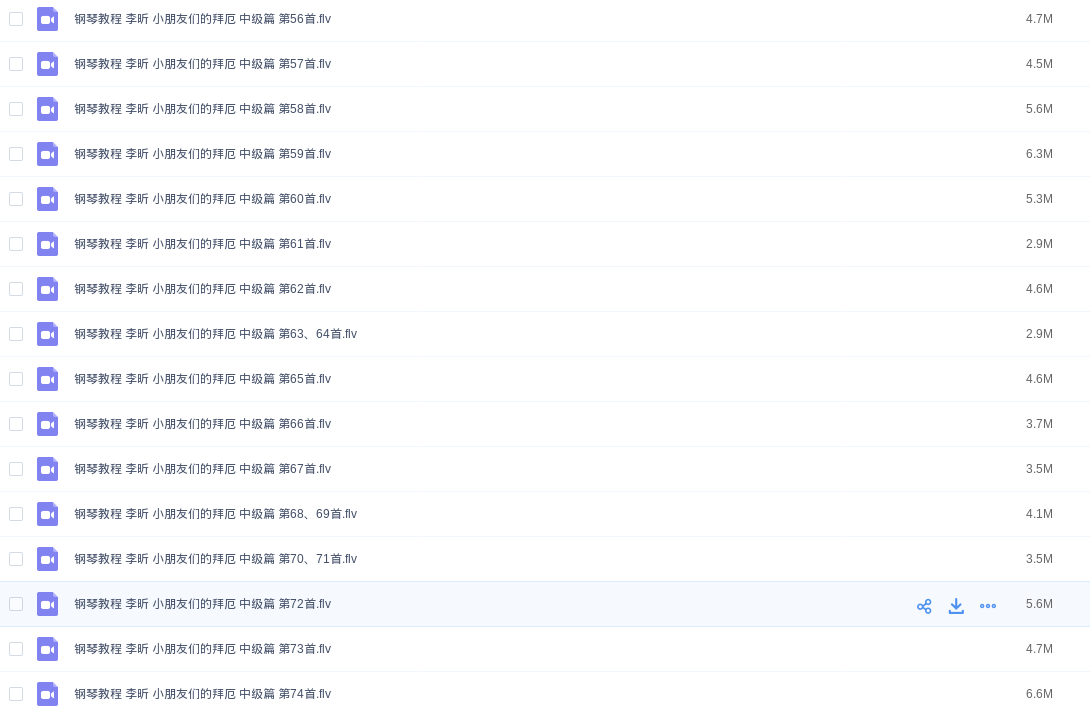 钢琴教程 李昕 小朋友们的拜厄 中级篇 第56首.flv 4.7M
钢琴教程 李昕 小朋友们的拜厄 中级篇 第57首.flv 4.5M
钢琴教程 李昕 小朋友们的拜厄 中级篇 第58首.flv 5.6M
钢琴教程 李昕 小朋友们的拜厄 中级篇 第59首.flv 6.3M
钢琴教程 李昕 小朋友们的拜厄 中级篇 第60首.flv 5.3M
钢琴教程 李昕 小朋友们的拜厄 中级篇 第61首.flv 2.9M
钢琴教程 李昕 小朋友们的拜厄 中级篇 第62首.flv 4.6M
钢琴教程 李昕 小朋友们的拜厄 中级篇 第63、64首.flv 2.9M
钢琴教程 李昕 小朋友们的拜厄 中级篇 第65首.flv 4.6M
钢琴教程 李昕 小朋友们的拜厄 中级篇 第66首.flv 3.7M
钢琴教程 李昕 小朋友们的拜厄 中级篇 第67首.flv 3.5M
钢琴教程 李昕 小朋友们的拜厄 中级篇 第68、69首.flv 4.1M
钢琴教程 李昕 小朋友们的拜厄 中级篇 第70、71首.flv 3.5M
钢琴教程 李昕 小朋友们的拜厄 中级篇 第72首.flv 5.6M
钢琴教程 李昕 小朋友们的拜厄 中级篇 第73首.flv 4.7M
钢琴教程 李昕 小朋友们的拜厄 中级篇 第74首.flv 6.6M